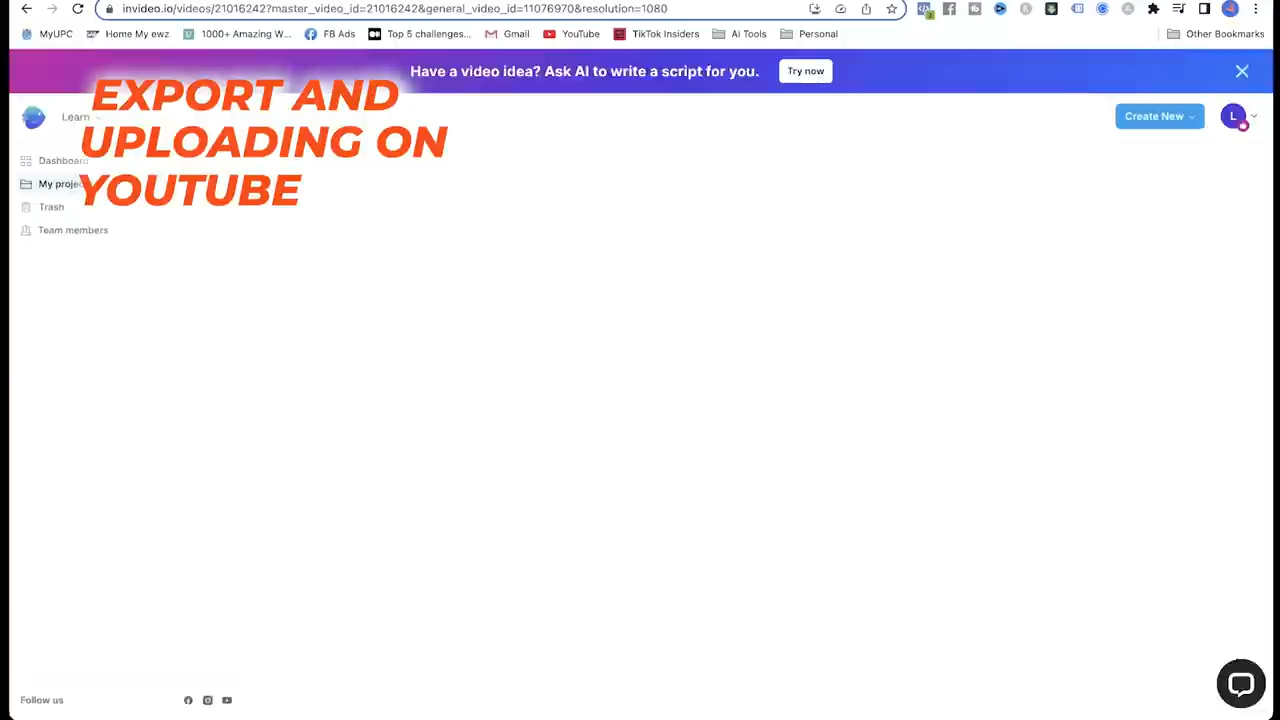 invideo.io/videos/21016242?master_video_id=21016242&general_video_id=11076970&resolution=1080
MyUPC
Home My ewz
1000+ Amazing W...
FB Ads
Top 5 challenges...
Gmail
YouTube
TikTok Insiders
AI Tools
Personal
Other Bookmarks
Have a video idea? Ask AI to write a script for you.
Try now
EXPORT AND
UPLOADING ON
YOUTUBE
Learn
Create New
L
Dashboard
My proje
Trash
Team members
Follow us